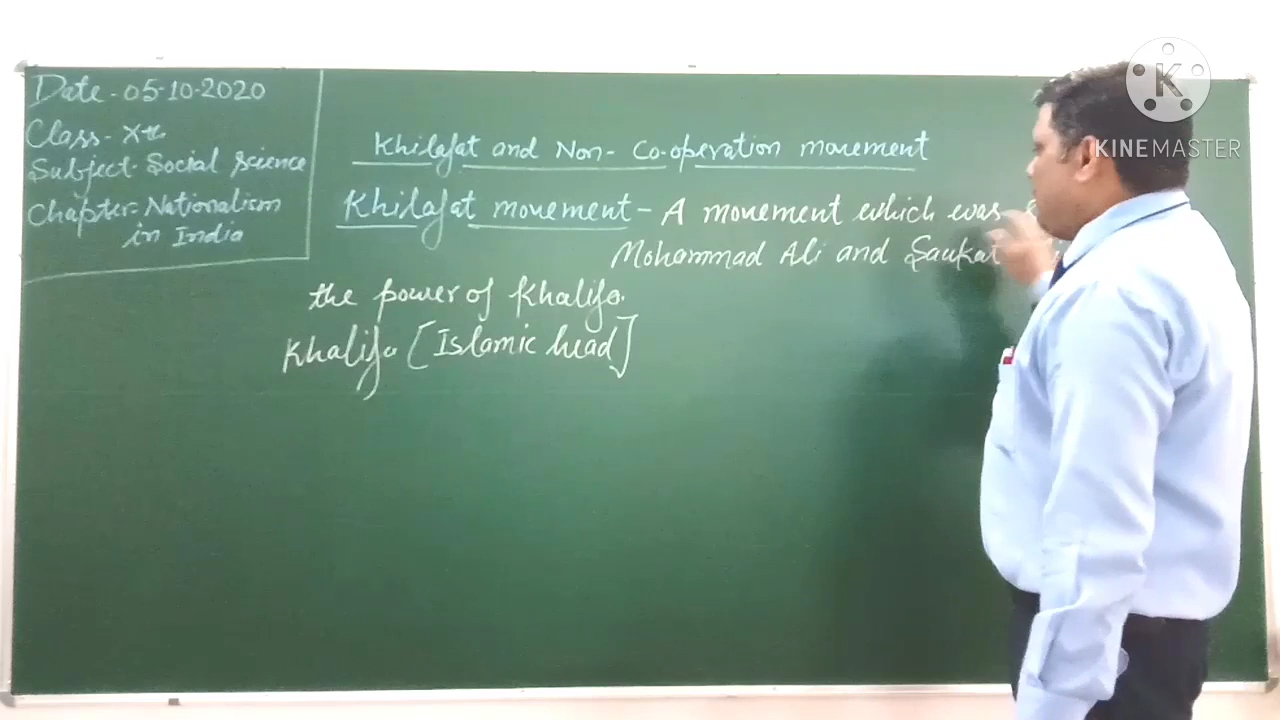 Date - 05-10-2020
Class - Xth
Subject - Social science
Chapter - Nationalism
in India
Khilafat and Non-Co-operation movement
Khilafat movement - A movement which was
Mohammad Ali and Saukat
the power of Khalifa.
Khalifa [Islamic head]
K
KINEMASTER